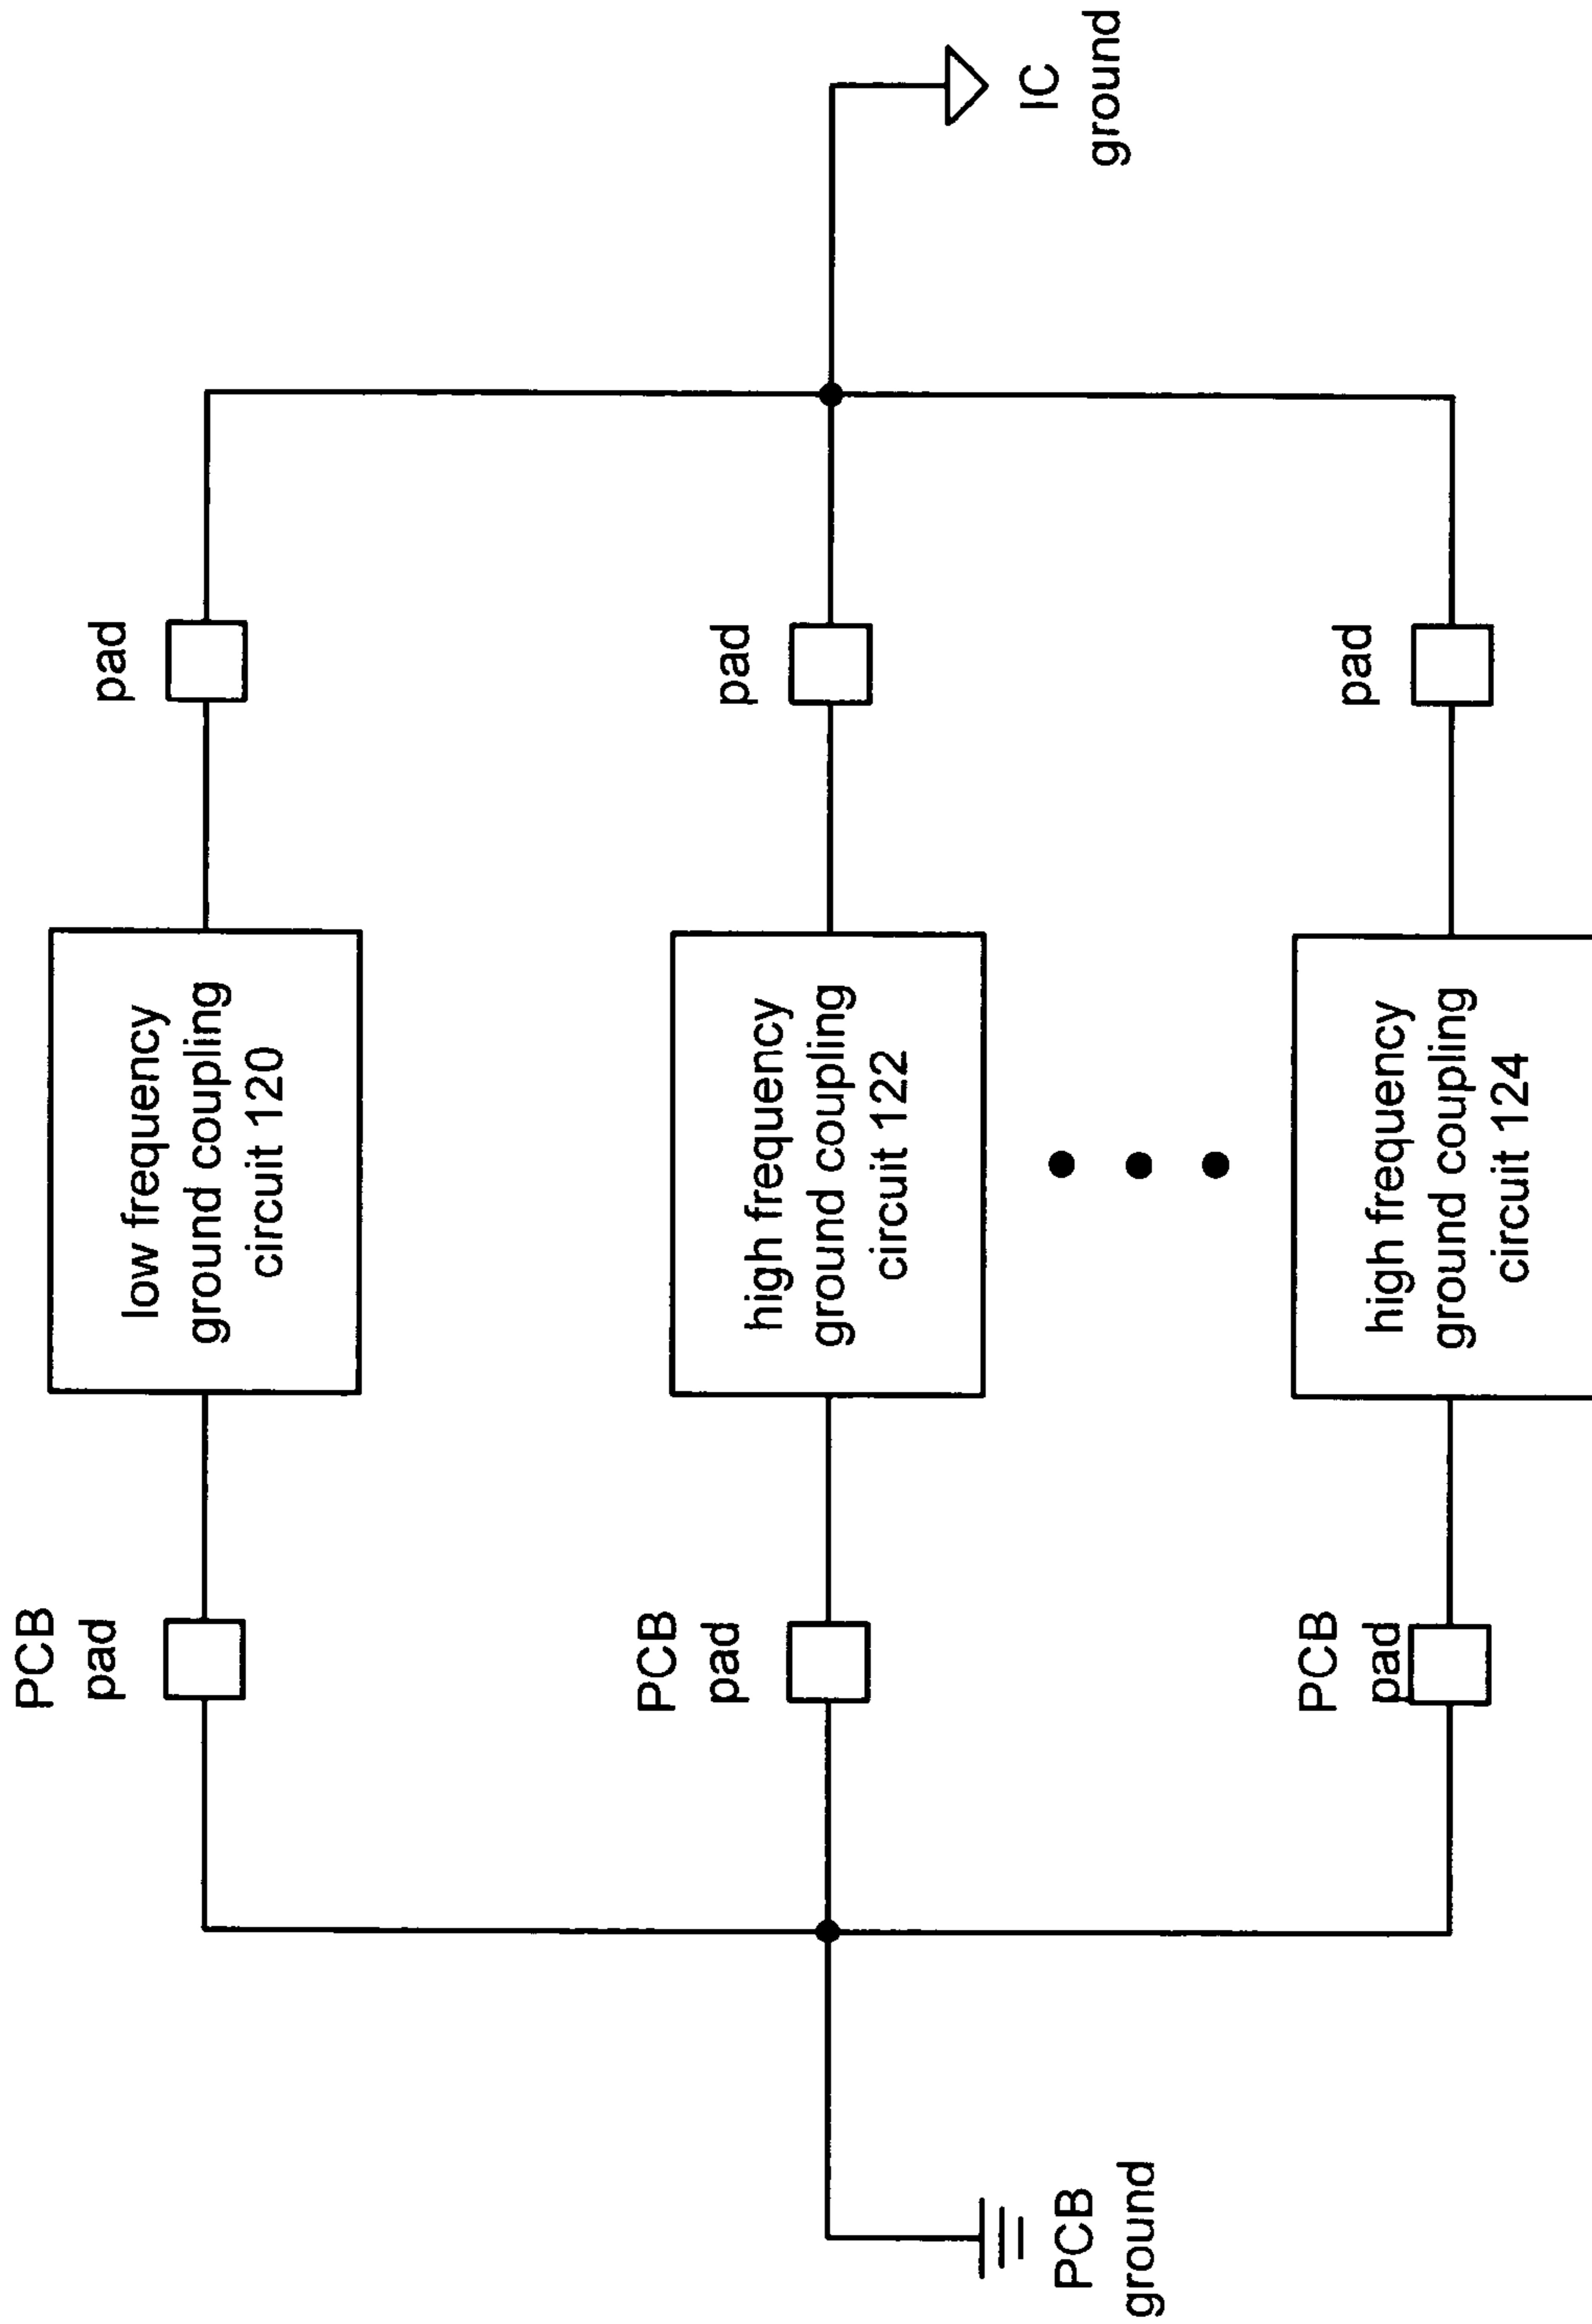 PCB
pad
low frequency
ground coupling
circuit 120
pad
PCB
pad
high frequency
ground coupling
circuit 122
pad
PCB
ground
IC
ground
PCB
pad
high frequency
ground coupling
circuit 124
pad